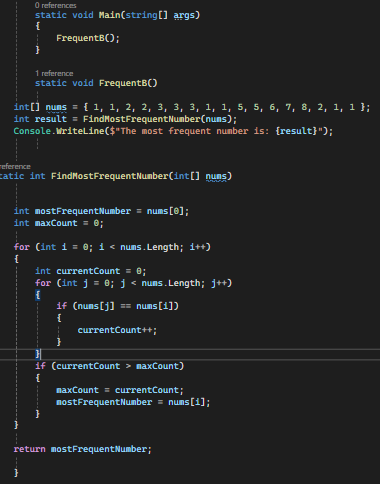 0 references
static void Main(string[] args)
{
FrequentB();
}
1 reference
static void FrequentB()
int[] nums = { 1, 1, 2, 2, 3, 3, 3, 1, 1, 5, 5, 6, 7, 8, 2, 1, 1 };
int result = FindMostFrequentNumber(nums);
Console.WriteLine($"The most frequent number is: {result}");
reference
tatic int FindMostFrequentNumber(int[] nums)
int mostFrequentNumber = nums[0];
int maxCount = 0;
for (int i = 0; i < nums.Length; i++)
{
int currentCount = 0;
for (int j = 0; j < nums.Length; j++)
{
if (nums[j] == nums[i])
{
currentCount++;
}
}
if (currentCount > maxCount)
{
maxCount = currentCount;
mostFrequentNumber = nums[i];
}
}
return mostFrequentNumber;
}